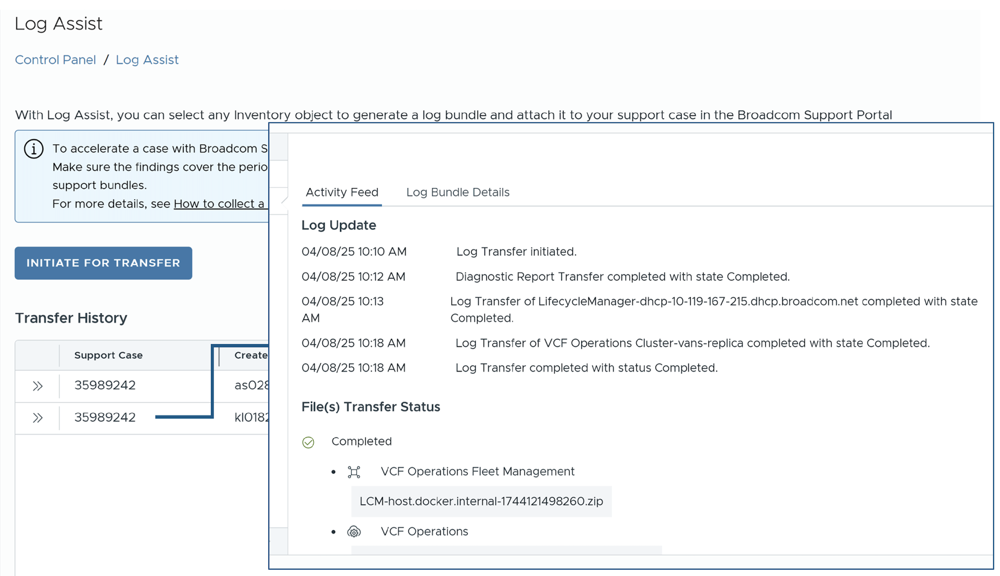 Log Assist
Control Panel / Log Assist
With Log Assist, you can select any Inventory object to generate a log bundle and attach it to your support case in the Broadcom Support Portal
To accelerate a case with Broadcom S
Make sure the findings cover the perio
support bundles.
For more details, see How to collect a
INITIATE FOR TRANSFER
Transfer History
Support Case Create
35989242 as028
35989242 kl0182
Activity Feed Log Bundle Details
Log Update
04/08/25 10:10 AM Log Transfer initiated.
04/08/25 10:12 AM Diagnostic Report Transfer completed with state Completed.
04/08/25 10:13 Log Transfer of LifecycleManager-dhcp-10-119-167-215.dhcp.broadcom.net completed with state
AM Completed.
04/08/25 10:18 AM Log Transfer of VCF Operations Cluster-vans-replica completed with state Completed.
04/08/25 10:18 AM Log Transfer completed with status Completed.
File(s) Transfer Status
Completed
• VCF Operations Fleet Management
LCM-host.docker.internal-1744121498260.zip
• VCF Operations